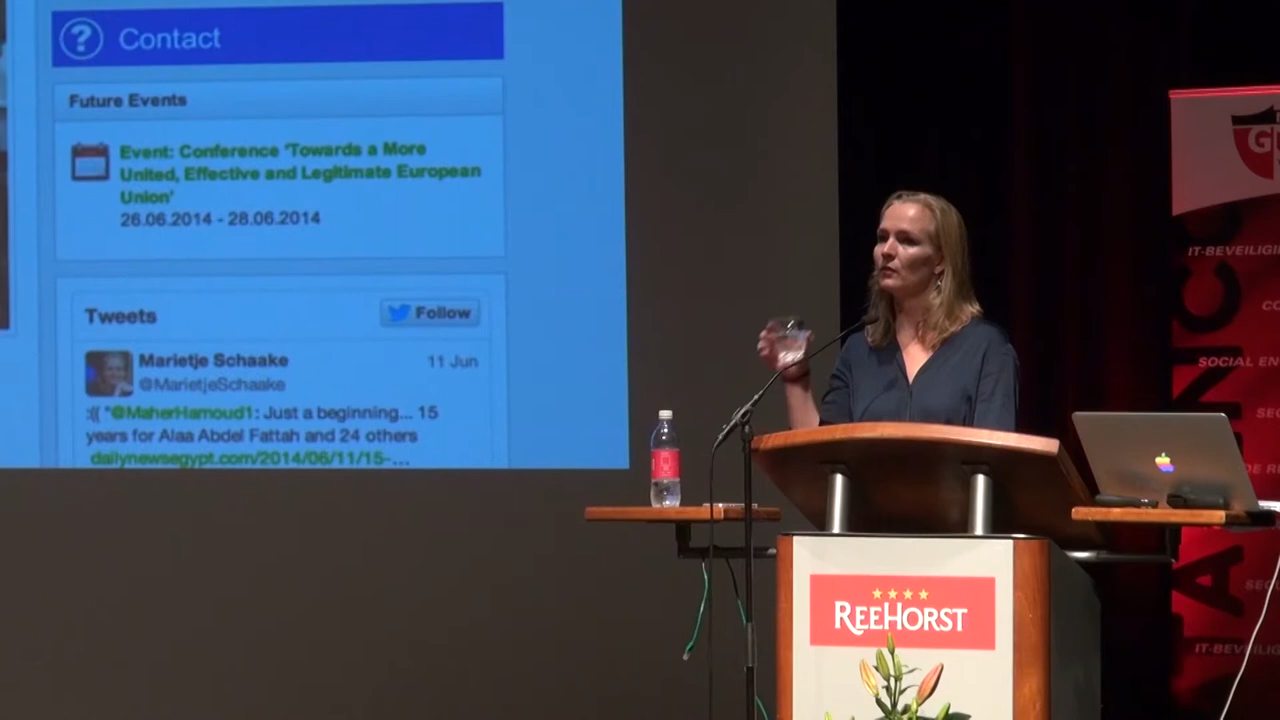 ? Contact
Future Events
Event: Conference 'Towards a More
United, Effective and Legitimate European
Union'
26.06.2014 - 28.06.2014
Tweets
Follow
Marietje Schaake
11 Jun
@MarietjeSchaake
:(( "@MaherHamoud1: Just a beginning... 15
years for Alaa Abdel Fattah and 24 others
dailynewsegypt.com/2014/06/11/15-...
REEHORST
IT-BEVEILIGI
SOCIAL EN
IT-BEVEILIG